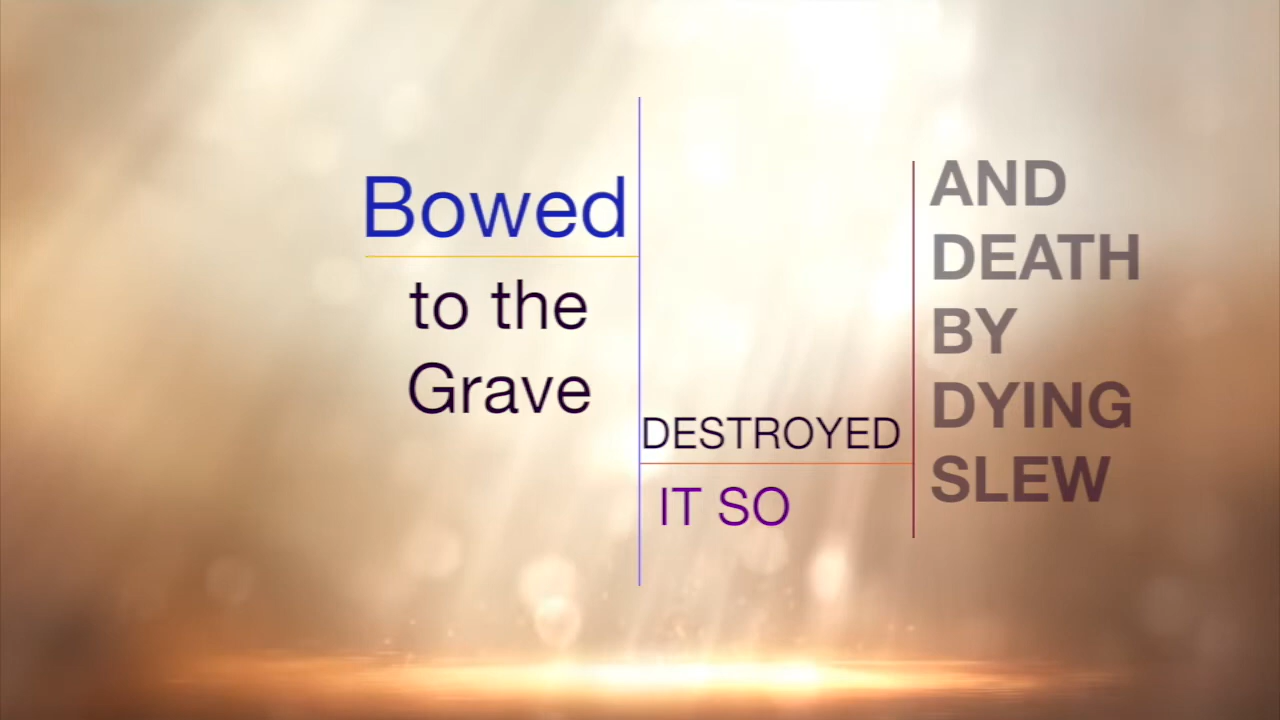 Bowed
to the
Grave
DESTROYED
IT SO
AND
DEATH
BY
DYING
SLEW